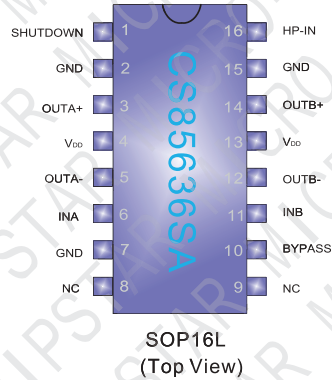 SHUTDOWN 1 16 HP-IN
GND 2 15 GND
OUTA+ 3 14 OUTB+
VDD 4 13 VDD
OUTA- 5 12 OUTB-
INA 6 11 INB
GND 7 10 BYPASS
NC 8 9 NC
CS85636SA
SOP16L
(Top View)